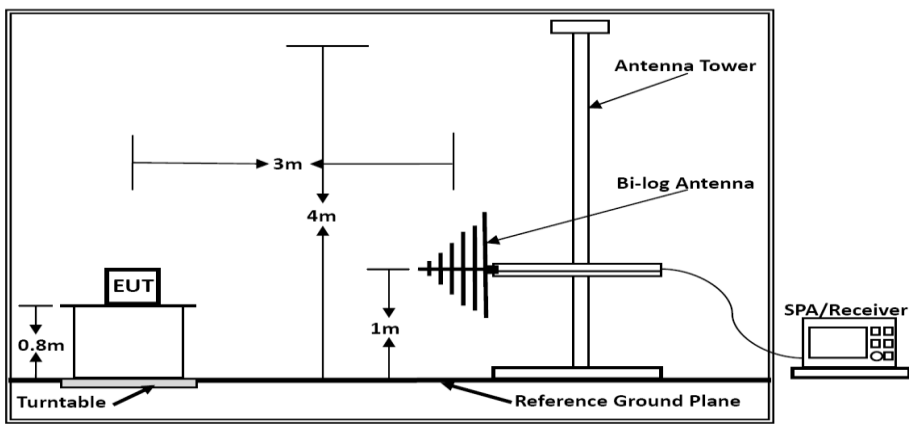 Antenna Tower
3m
Bi-log Antenna
4m
EUT
SPA/Receiver
0.8m
1m
Turntable
Reference Ground Plane